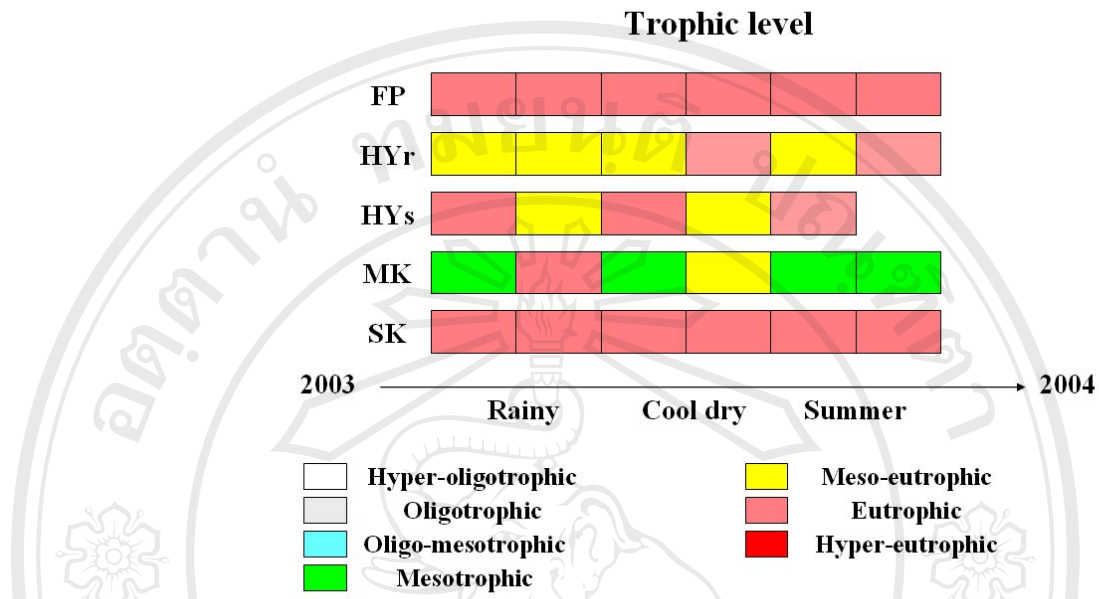 Trophic level
FP
HYr
HYs
MK
SK
2003 2004
Rainy Cool dry Summer
Hyper-oligotrophic Meso-eutrophic
Oligotrophic Eutrophic
Oligo-mesotrophic Hyper-eutrophic
Mesotrophic